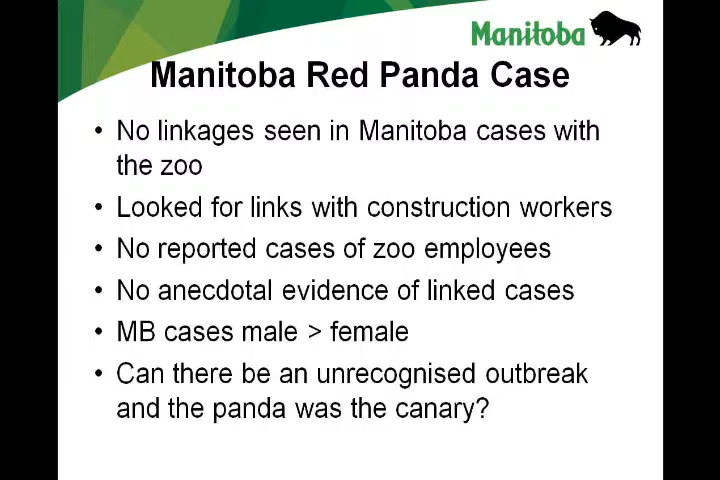 Manitoba
Manitoba Red Panda Case
• No linkages seen in Manitoba cases with
the zoo
• Looked for links with construction workers
• No reported cases of zoo employees
• No anecdotal evidence of linked cases
• MB cases male > female
• Can there be an unrecognised outbreak
and the panda was the canary?